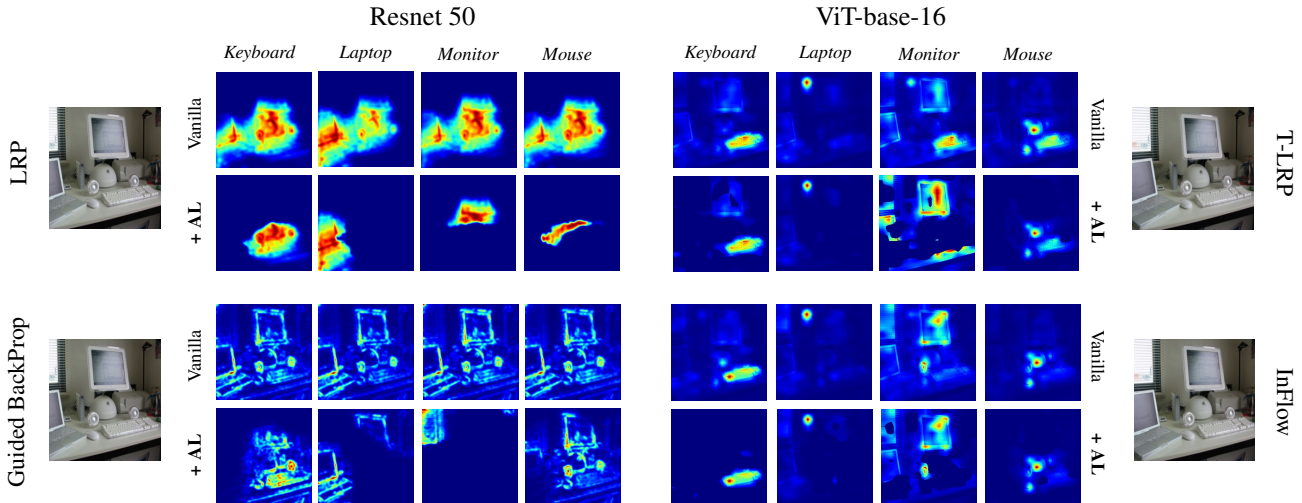 Resnet 50
ViT-base-16
Keyboard Laptop Monitor Mouse
Keyboard Laptop Monitor Mouse
LRP
Vanilla
+ AL
Vanilla
+ AL
T-LRP
Guided BackProp
Vanilla
+ AL
Vanilla
+ AL
InFlow